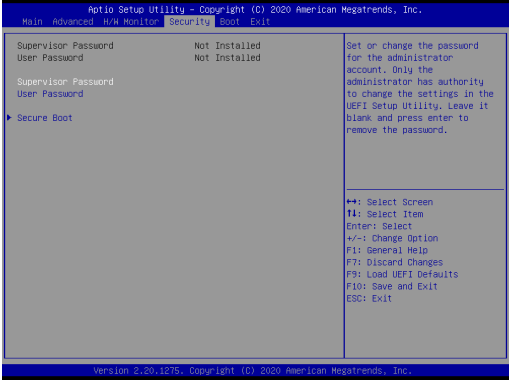 Aptio Setup Utility – Copyright (C) 2020 American Megatrends, Inc.
Main Advanced H/W Monitor Security Boot Exit
Supervisor Password Not Installed
User Password Not Installed
Supervisor Password
User Password
Secure Boot
Set or change the password
for the administrator
account. Only the
administrator has authority
to change the settings in the
UEFI Setup Utility. Leave it
blank and press enter to
remove the password.
↔: Select Screen
↑↓: Select Item
Enter: Select
+/-: Change Option
F1: General Help
F7: Discard Changes
F9: Load UEFI Defaults
F10: Save and Exit
ESC: Exit
Version 2.20.1275. Copyright (C) 2020 American Megatrends, Inc.